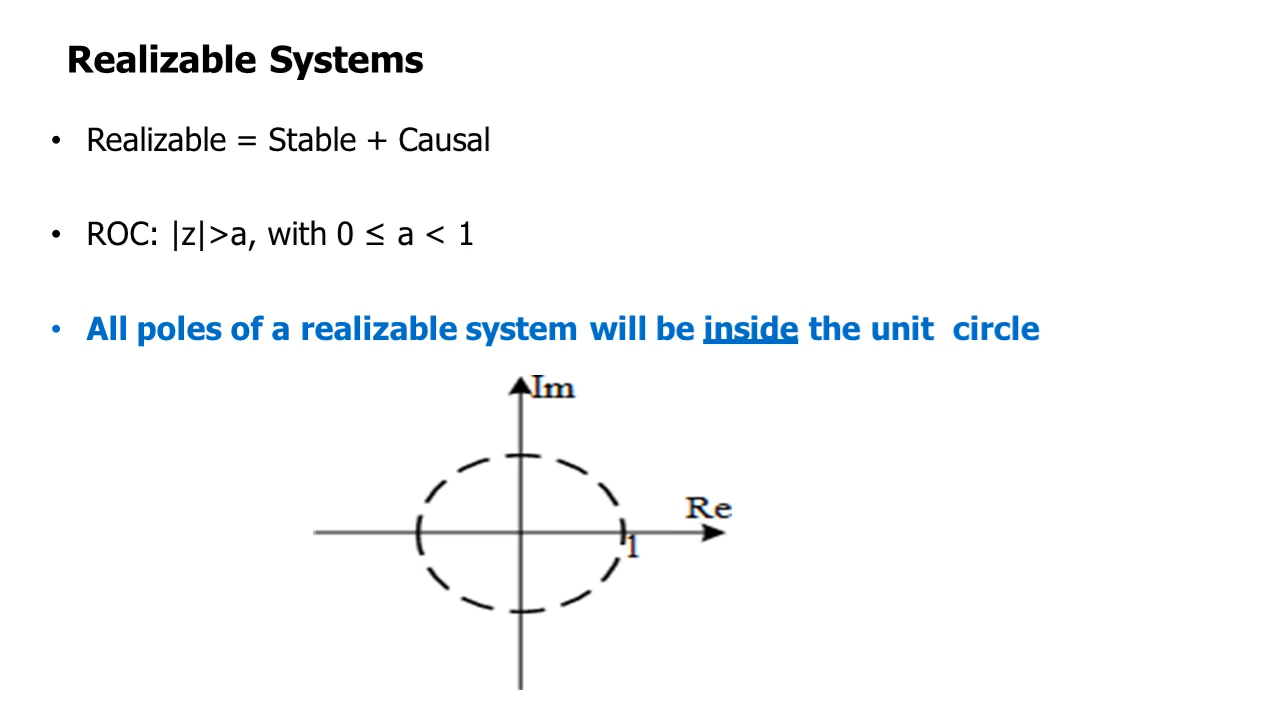 Realizable Systems
• Realizable = Stable + Causal
• ROC: |z|>a, with 0 ≤ a < 1
• All poles of a realizable system will be inside the unit circle
Im
Re
1